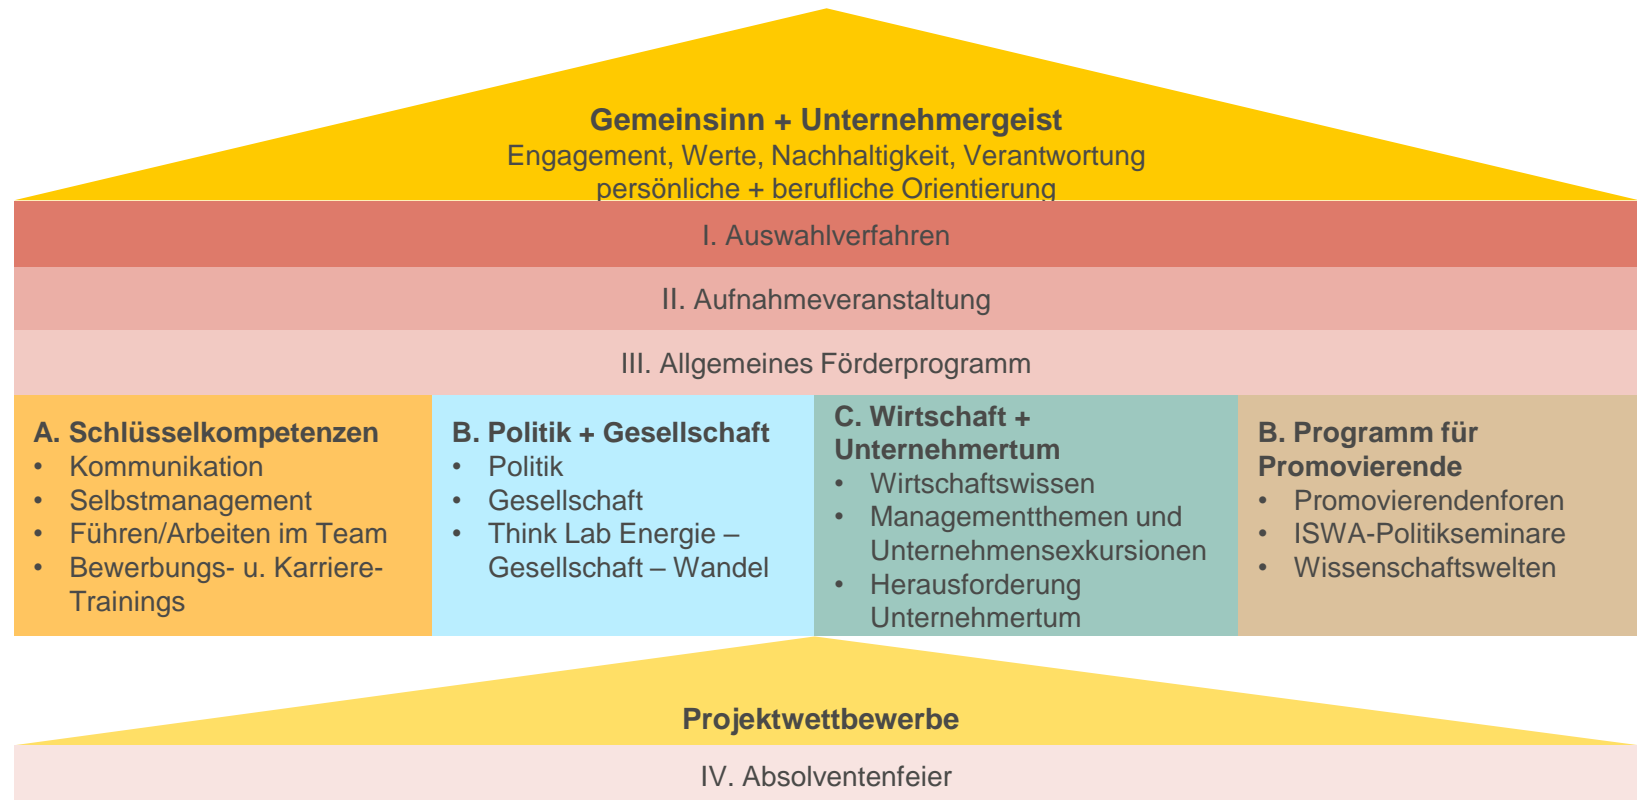 Gemeinsinn + Unternehmergeist
Engagement, Werte, Nachhaltigkeit, Verantwortung
persönliche + berufliche Orientierung
I. Auswahlverfahren
II. Aufnahmeveranstaltung
III. Allgemeines Förderprogramm
A. Schlüsselkompetenzen
• Kommunikation
• Selbstmanagement
• Führen/Arbeiten im Team
• Bewerbungs- u. Karriere-
Trainings
B. Politik + Gesellschaft
• Politik
• Gesellschaft
• Think Lab Energie –
Gesellschaft – Wandel
C. Wirtschaft +
Unternehmertum
• Wirtschaftswissen
• Managementthemen und
Unternehmensexkursionen
• Herausforderung
Unternehmertum
B. Programm für
Promovierende
• Promovierendenforen
• ISWA-Politikseminare
• Wissenschaftswelten
Projektwettbewerbe
IV. Absolventenfeier